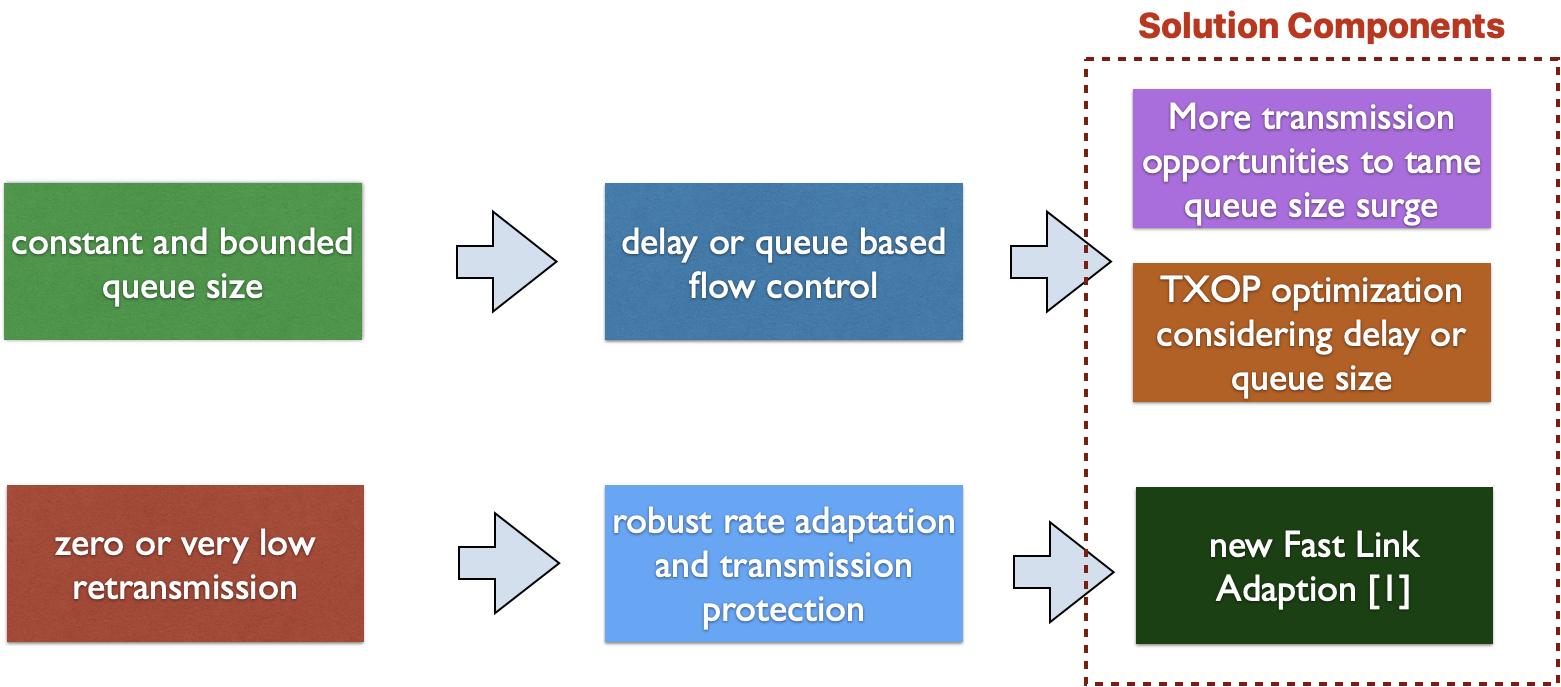 Solution Components
More transmission
opportunities to tame
queue size surge
constant and bounded
queue size
delay or queue based
flow control
TXOP optimization
considering delay or
queue size
zero or very low
retransmission
robust rate adaptation
and transmission
protection
new Fast Link
Adaption [1]